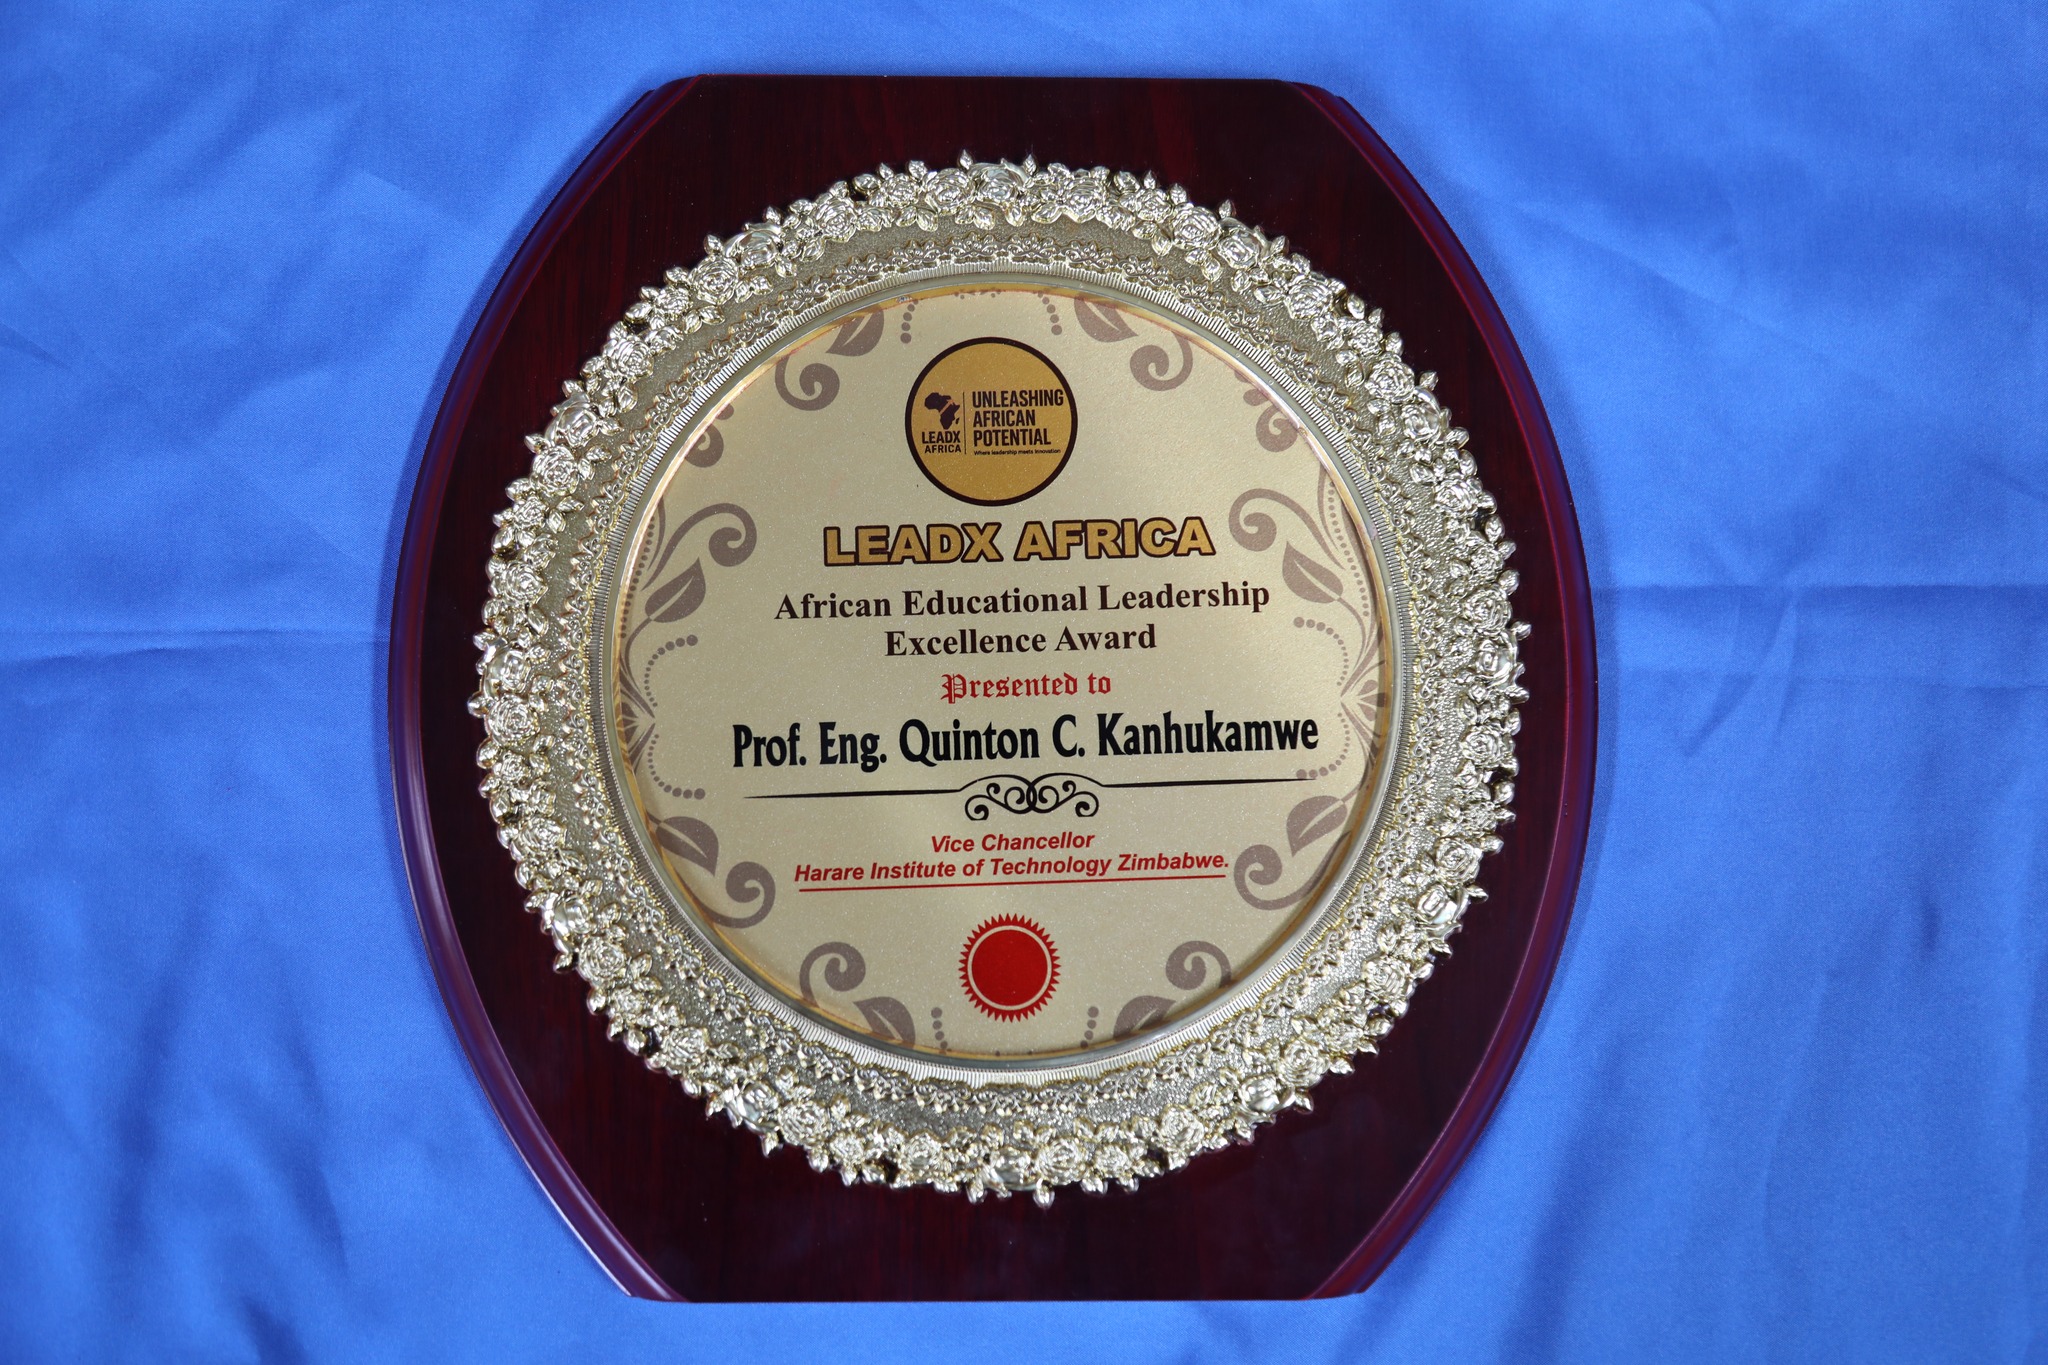 LEADX
AFRICA
UNLEASHING
AFRICAN
POTENTIAL
Where leadership meets innovation
LEADX AFRICA
African Educational Leadership
Excellence Award
Presented to
Prof. Eng. Quinton C. Kanhukamwe
Vice Chancellor
Harare Institute of Technology Zimbabwe.